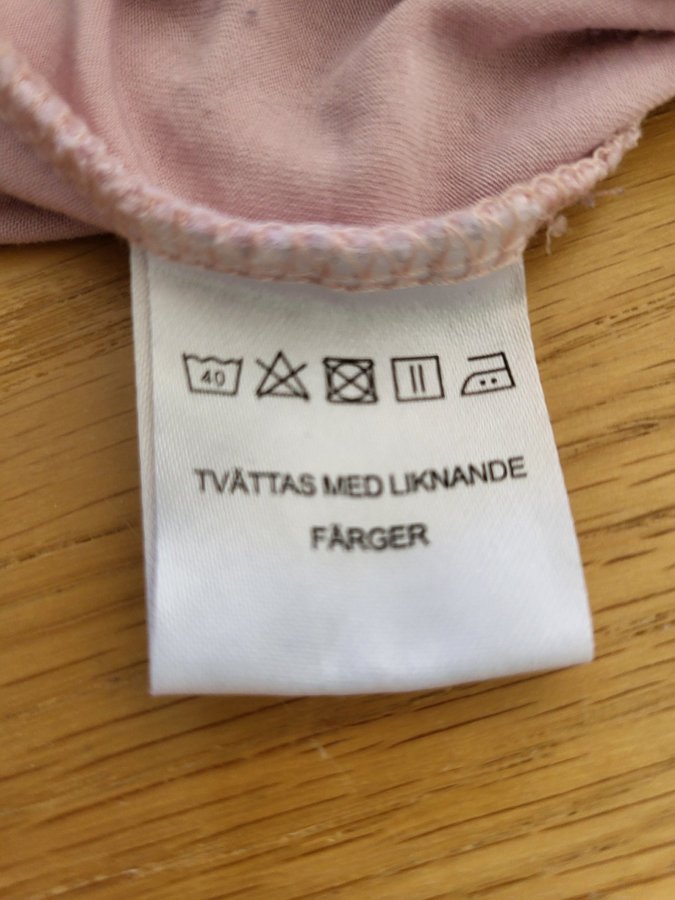 40
TVÄTTAS MED LIKNANDE
FÄRGER